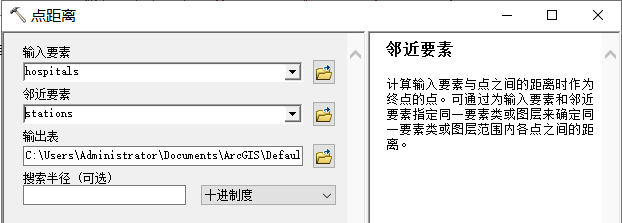 点距离
输入要素
hospitals
邻近要素
stations
输出表
C:\Users\Administrator\Documents\ArcGIS\Defaul
搜索半径 (可选)
十进制度
邻近要素
计算输入要素与点之间的距离时作为
终点的点。可通过为输入要素和邻近
要素指定同一要素类或图层来确定同
一要素类或图层范围内各点之间的距
离。